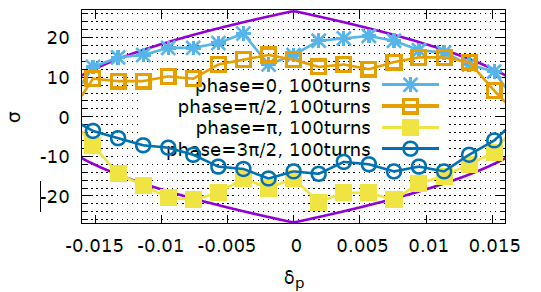 20
10
0
-10
-20
σ
phase=0, 100turns
phase=π/2, 100turns
phase=π, 100turns
phase=3π/2, 100turns
-0.015 -0.01 -0.005 0 0.005 0.01 0.015
δp